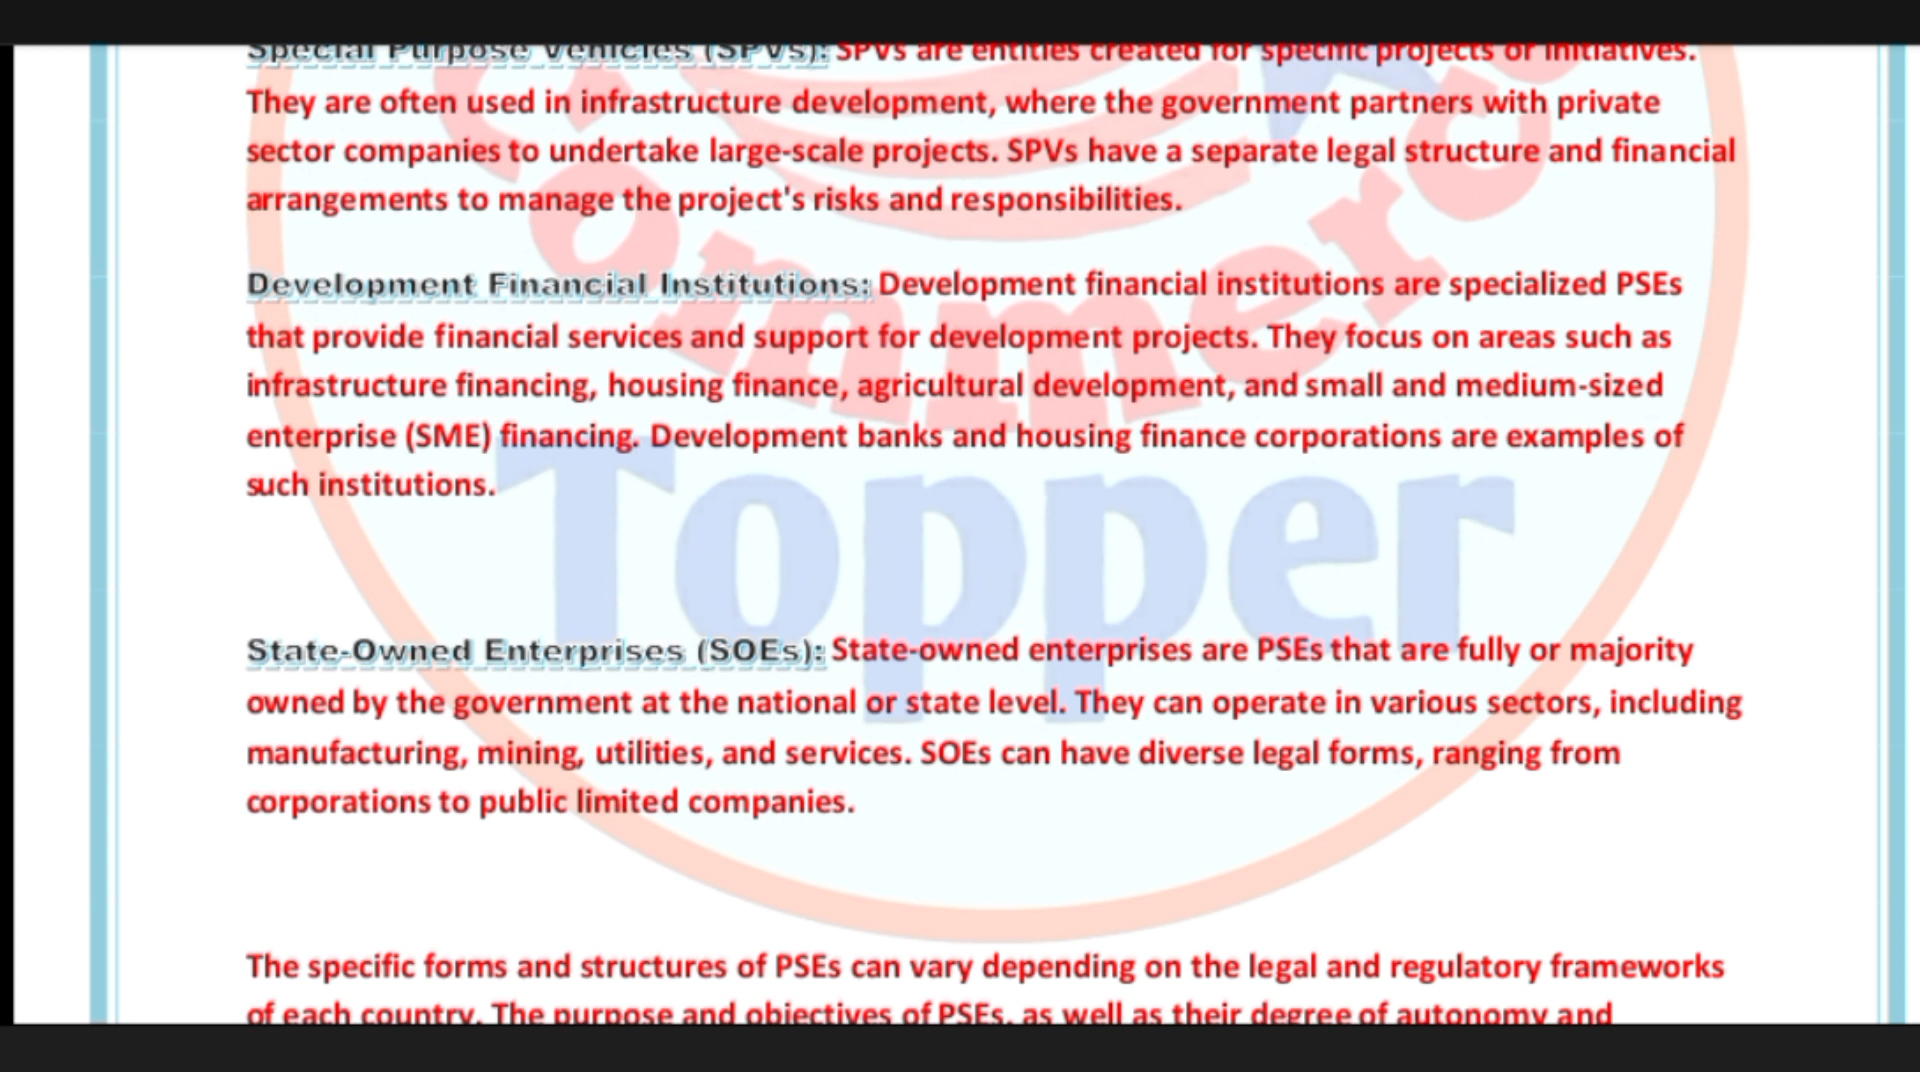 Special Purpose Vehicles (SPVs): SPVs are entities created for specific projects or initiatives.
They are often used in infrastructure development, where the government partners with private
sector companies to undertake large-scale projects. SPVs have a separate legal structure and financial
arrangements to manage the project's risks and responsibilities.
Development Financial Institutions: Development financial institutions are specialized PSEs
that provide financial services and support for development projects. They focus on areas such as
infrastructure financing, housing finance, agricultural development, and small and medium-sized
enterprise (SME) financing. Development banks and housing finance corporations are examples of
such institutions.
State-Owned Enterprises (SOEs): State-owned enterprises are PSEs that are fully or majority
owned by the government at the national or state level. They can operate in various sectors, including
manufacturing, mining, utilities, and services. SOEs can have diverse legal forms, ranging from
corporations to public limited companies.
The specific forms and structures of PSEs can vary depending on the legal and regulatory frameworks
of each country. The purpose and objectives of PSEs, as well as their degree of autonomy and
Topper